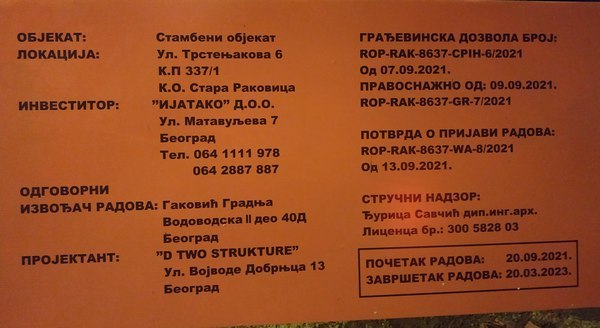 ОБЈЕКАТ: Стамбени објекат
ЛОКАЦИЈА: Ул. Трстењакова 6
К.П 337/1
К.О. Стара Раковица
ИНВЕСТИТОР: ”ИЈАТАКО” Д.О.О.
Ул. Матавуљева 7
Београд
Тел. 064 1111 978
064 2887 887
ОДГОВОРНИ
ИЗВОЂАЧ РАДОВА: Гаковић Градња
Водоводска II део 40Д
Београд
ПРОЈЕКТАНТ: ”D TWO STRUKTURE”
Ул. Војводе Добрњца 13
Београд
ГРАЂЕВИНСКА ДОЗВОЛА БРОЈ:
ROP-RAK-8637-CPIH-6/2021
Од 07.09.2021.
ПРАВОСНАЖНО ОД: 09.09.2021.
ROP-RAK-8637-GR-7/2021
ПОТВРДА О ПРИЈАВИ РАДОВА:
ROP-RAK-8637-WA-8/2021
Од 13.09.2021.
СТРУЧНИ НАДЗОР:
Ђурица Савчић дип.инг.арх.
Лиценца бр.: 300 5828 03
ПОЧЕТАК РАДОВА: 20.09.2021.
ЗАВРШЕТАК РАДОВА: 20.03.2023.